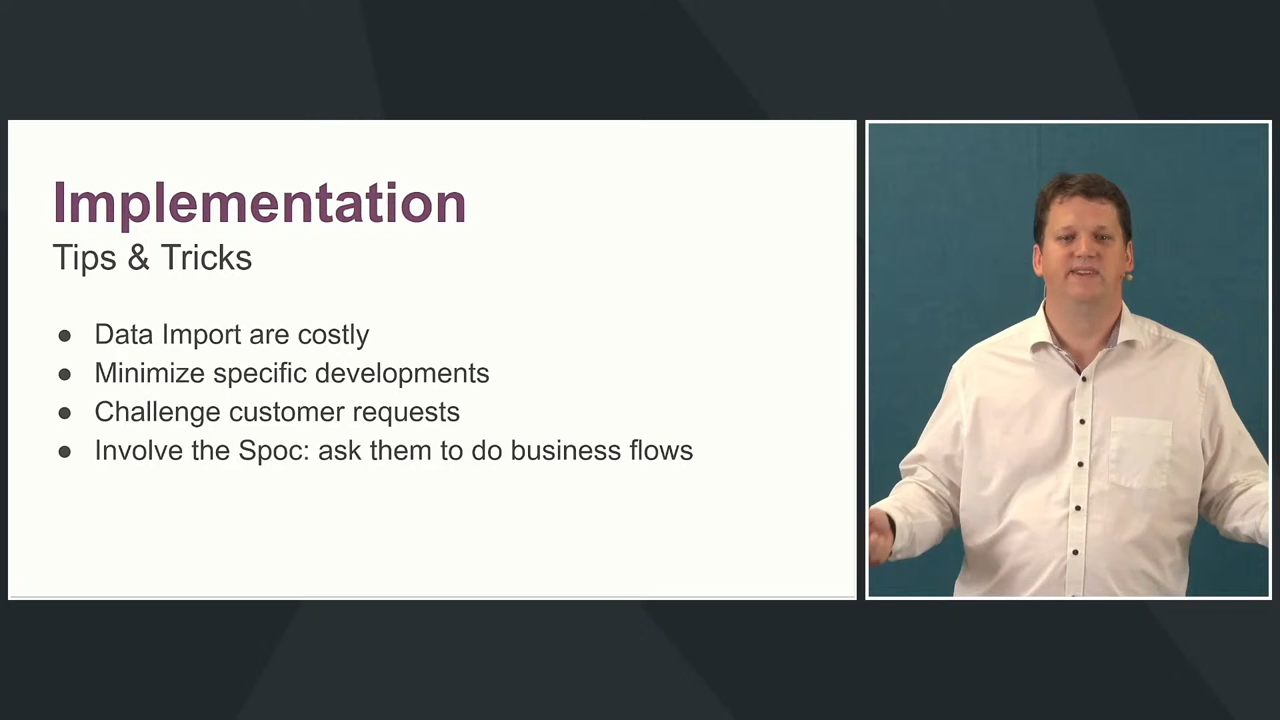 Implementation
Tips & Tricks
● Data Import are costly
● Minimize specific developments
● Challenge customer requests
● Involve the Spoc: ask them to do business flows